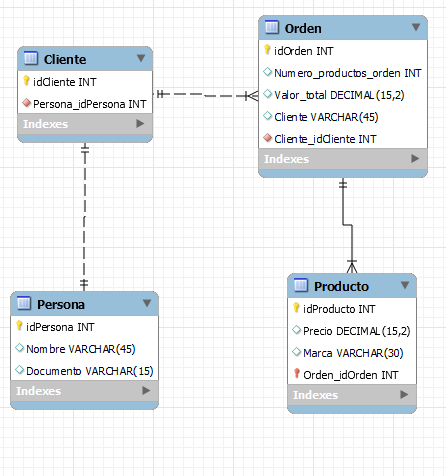 Cliente
idCliente INT
Persona_idPersona INT
Indexes
Orden
idOrden INT
Numero_productos_orden INT
Valor_total DECIMAL(15,2)
Cliente VARCHAR(45)
Cliente_idCliente INT
Indexes
Persona
idPersona INT
Nombre VARCHAR(45)
Documento VARCHAR(15)
Indexes
Producto
idProducto INT
Precio DECIMAL(15,2)
Marca VARCHAR(30)
Orden_idOrden INT
Indexes